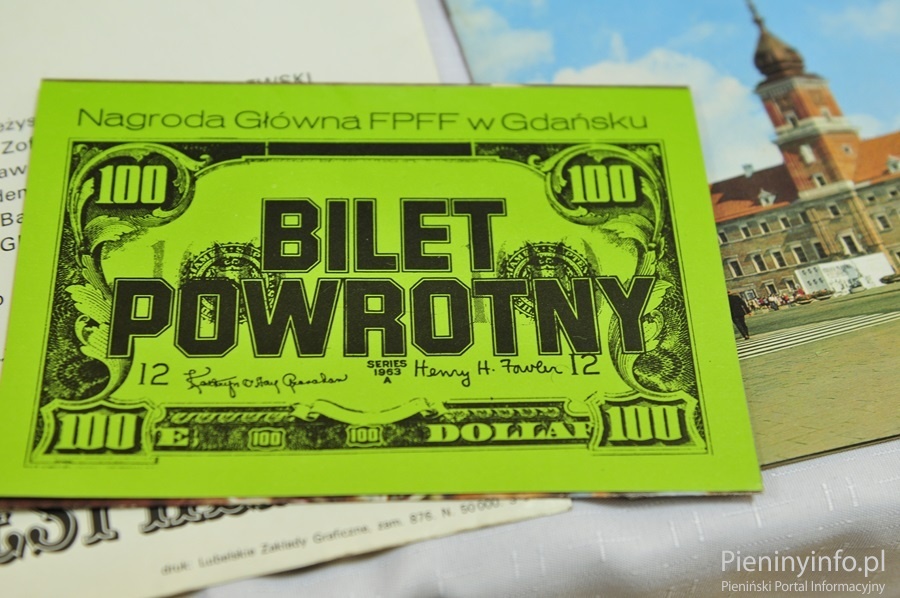 EWSKI
Nagroda Główna FPFF w Gdańsku
100 100
BILET
POWROTNY
12 SERIES 1963 A Henry H. Fowler 12
100 100 100 DOLLAR 100
druk: Lubelskie Zakłady Graficzne, zam. 876. N. 50 000.
Pieninyinfo.pl
Pieniński Portal Informacyjny